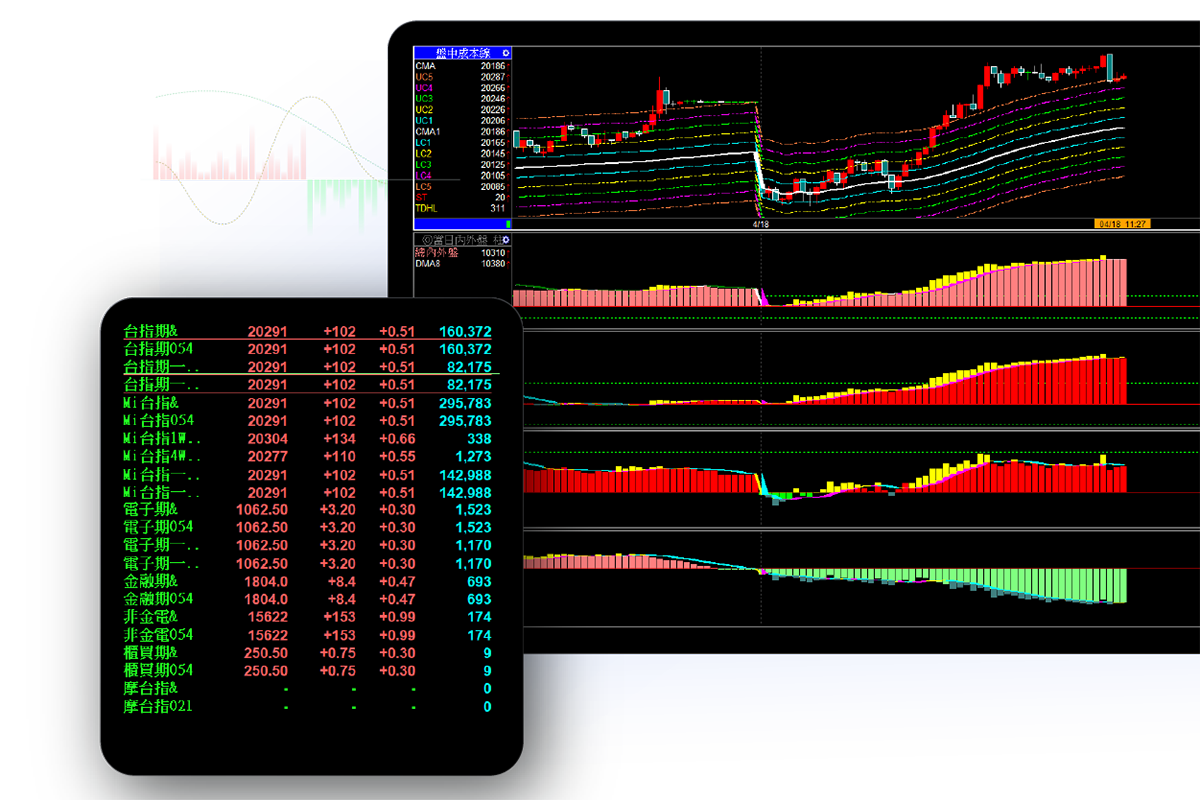 盤中成本線
CMA 20186
UC5 20287
UC4 20266
UC3 20246
UC2 20226
UC1 20206
CMA1 20186
LC1 20165
LC2 20145
LC3 20125
LC4 20105
LC5 20085
ST 20
TDHL 311
4/18
04/18 11:27
◎當日內外盤 柱
總內外盤 10310
DMA8 10380
台指期& 20291 +102 +0.51 160,372
台指期054 20291 +102 +0.51 160,372
台指期一.. 20291 +102 +0.51 82,175
台指期一.. 20291 +102 +0.51 82,175
Mi台指& 20291 +102 +0.51 295,783
Mi台指054 20291 +102 +0.51 295,783
Mi台指1W.. 20304 +134 +0.66 338
Mi台指4W.. 20277 +110 +0.55 1,273
Mi台指一.. 20291 +102 +0.51 142,988
Mi台指一.. 20291 +102 +0.51 142,988
電子期& 1062.50 +3.20 +0.30 1,523
電子期054 1062.50 +3.20 +0.30 1,523
電子期一.. 1062.50 +3.20 +0.30 1,170
電子期一.. 1062.50 +3.20 +0.30 1,170
金融期& 1804.0 +8.4 +0.47 693
金融期054 1804.0 +8.4 +0.47 693
非金電& 15622 +153 +0.99 174
非金電054 15622 +153 +0.99 174
櫃買期& 250.50 +0.75 +0.30 9
櫃買期054 250.50 +0.75 +0.30 9
摩台指& - - - 0
摩台指021 - - - 0